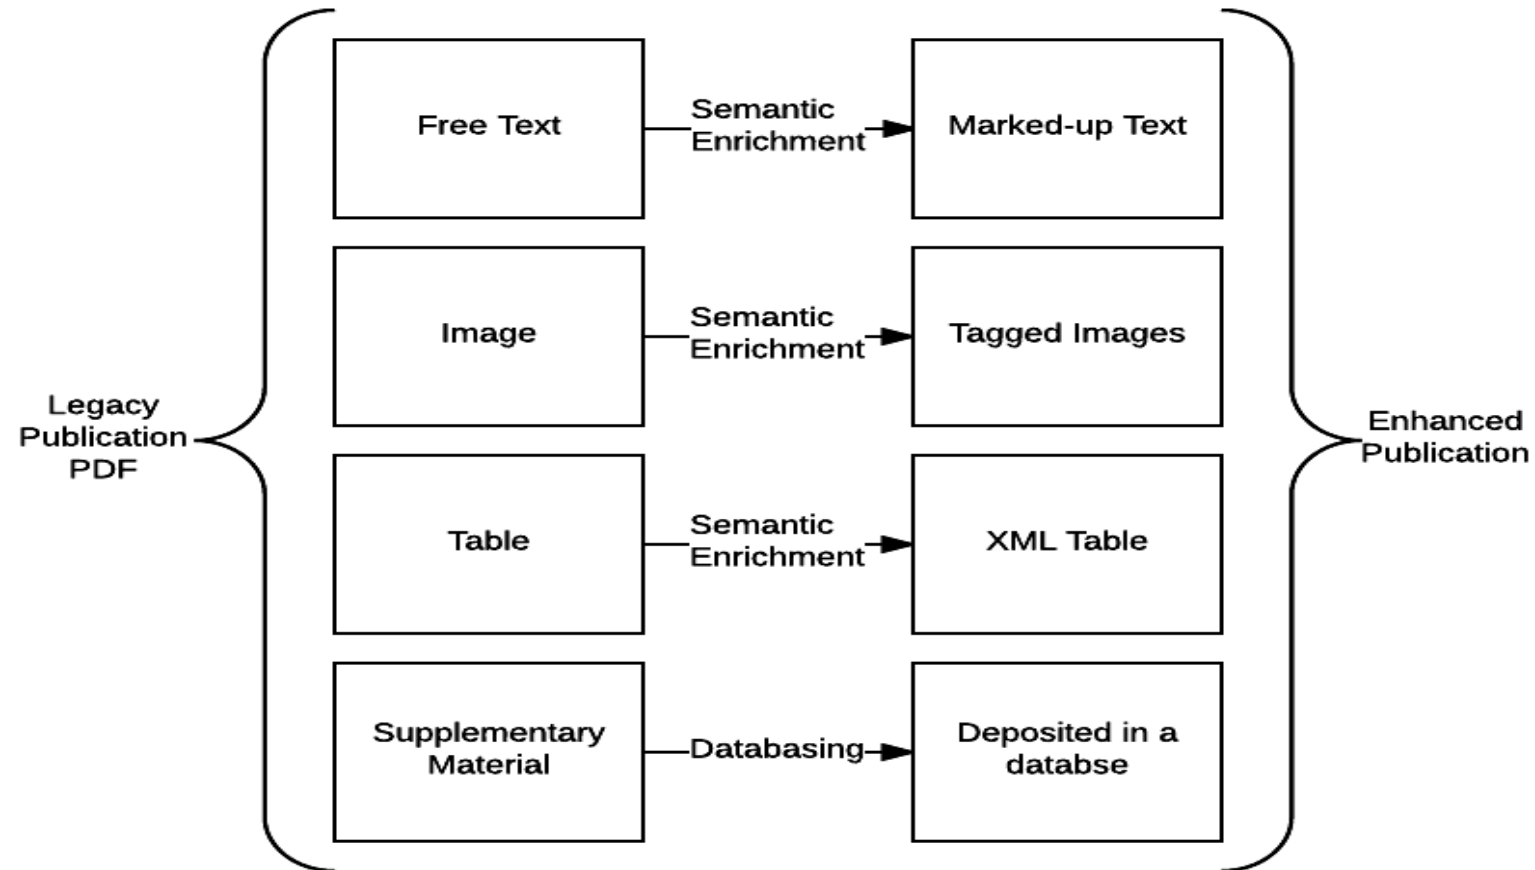 Legacy
Publication
PDF
Free Text
Semantic
Enrichment
Marked-up Text
Image
Semantic
Enrichment
Tagged Images
Table
Semantic
Enrichment
XML Table
Supplementary
Material
Databasing
Deposited in a
databse
Enhanced
Publication